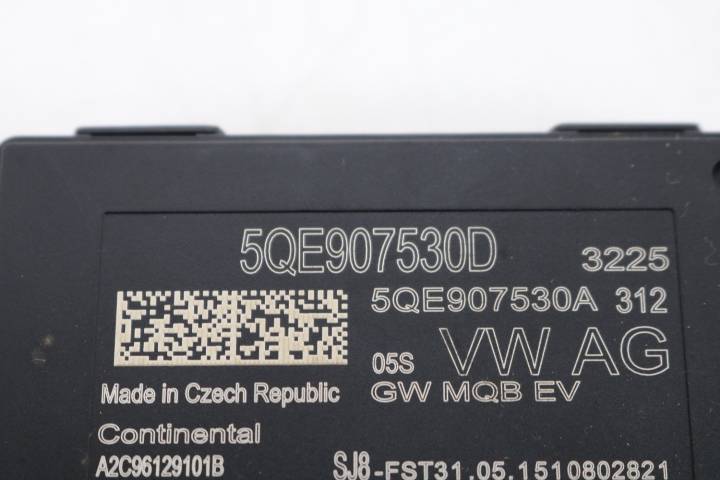 5QE907530D 3225
5QE907530A 312
05S VW AG
Made in Czech Republic GW MQB EV
Continental
A2C96129101B SJ8-FST31.05.1510802821